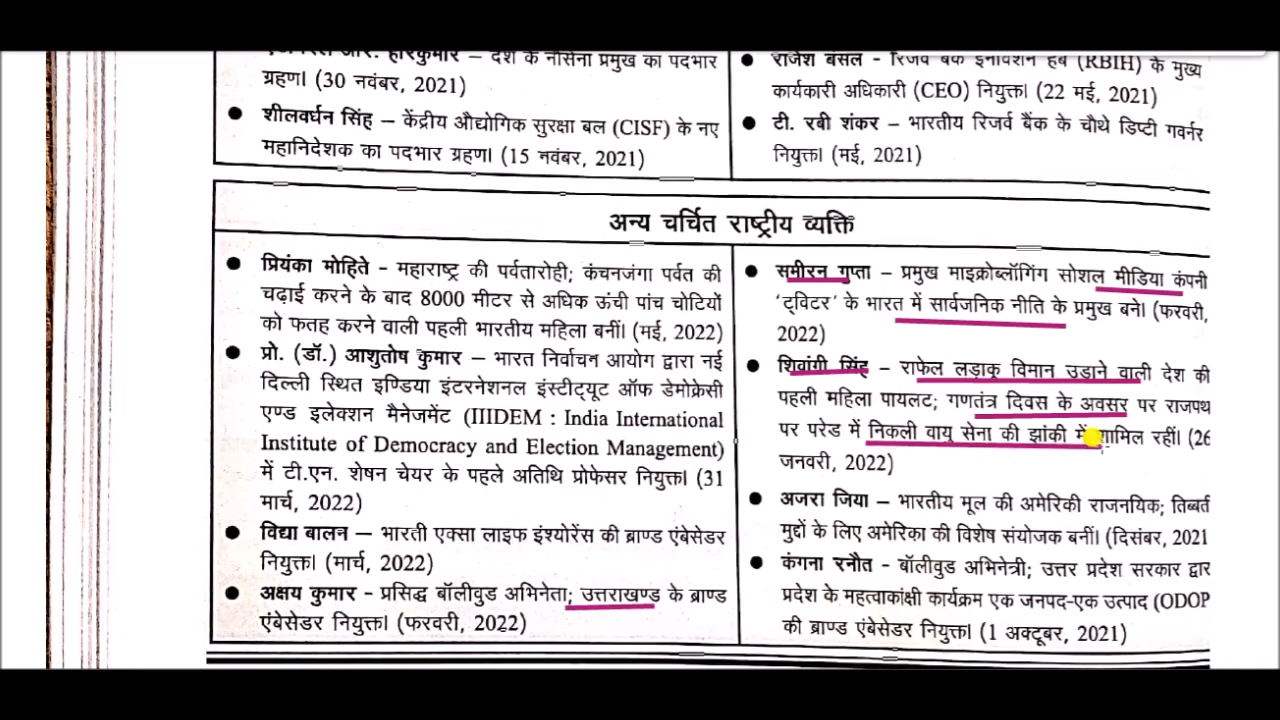 एडमिरल आर. हरिकुमार – देश के नौसेना प्रमुख का पदभार
ग्रहण। (30 नवंबर, 2021)
शीलवर्धन सिंह – केंद्रीय औद्योगिक सुरक्षा बल (CISF) के नए
महानिदेशक का पदभार ग्रहण। (15 नवंबर, 2021)
राजेश बंसल - रिजर्व बैंक इनोवेशन हब (RBIH) के मुख्य
कार्यकारी अधिकारी (CEO) नियुक्त। (22 मई, 2021)
टी. रबी शंकर – भारतीय रिजर्व बैंक के चौथे डिप्टी गवर्नर
नियुक्त। (मई, 2021)
अन्य चर्चित राष्ट्रीय व्यक्ति
प्रियंका मोहिते - महाराष्ट्र की पर्वतारोही; कंचनजंगा पर्वत की
चढ़ाई करने के बाद 8000 मीटर से अधिक ऊंची पांच चोटियों
को फतह करने वाली पहली भारतीय महिला बनीं। (मई, 2022)
प्रो. (डॉ.) आशुतोष कुमार – भारत निर्वाचन आयोग द्वारा नई
दिल्ली स्थित इण्डिया इंटरनेशनल इंस्टीट्यूट ऑफ डेमोक्रेसी
एण्ड इलेक्शन मैनेजमेंट (IIIDEM : India International
Institute of Democracy and Election Management)
में टी.एन. शेषन चेयर के पहले अतिथि प्रोफेसर नियुक्त। (31
मार्च, 2022)
विद्या बालन – भारती एक्सा लाइफ इंश्योरेंस की ब्राण्ड एंबेसेडर
नियुक्त। (मार्च, 2022)
अक्षय कुमार - प्रसिद्ध बॉलीवुड अभिनेता; उत्तराखण्ड के ब्राण्ड
एंबेसेडर नियुक्त। (फरवरी, 2022)
समीरन गुप्ता – प्रमुख माइक्रोब्लॉगिंग सोशल मीडिया कंपनी
‘ट्विटर’ के भारत में सार्वजनिक नीति के प्रमुख बने। (फरवरी,
2022)
शिवांगी सिंह – राफेल लड़ाकू विमान उड़ाने वाली देश की
पहली महिला पायलट; गणतंत्र दिवस के अवसर पर राजपथ
पर परेड में निकली वायु सेना की झांकी में शामिल रहीं। (26
जनवरी, 2022)
अजरा जिया – भारतीय मूल की अमेरिकी राजनयिक; तिब्बत
मुद्दों के लिए अमेरिका की विशेष संयोजक बनीं। (दिसंबर, 2021
कंगना रनौत - बॉलीवुड अभिनेत्री; उत्तर प्रदेश सरकार द्वार
प्रदेश के महत्वाकांक्षी कार्यक्रम एक जनपद-एक उत्पाद (ODOP
की ब्राण्ड एंबेसेडर नियुक्त। (1 अक्टूबर, 2021)